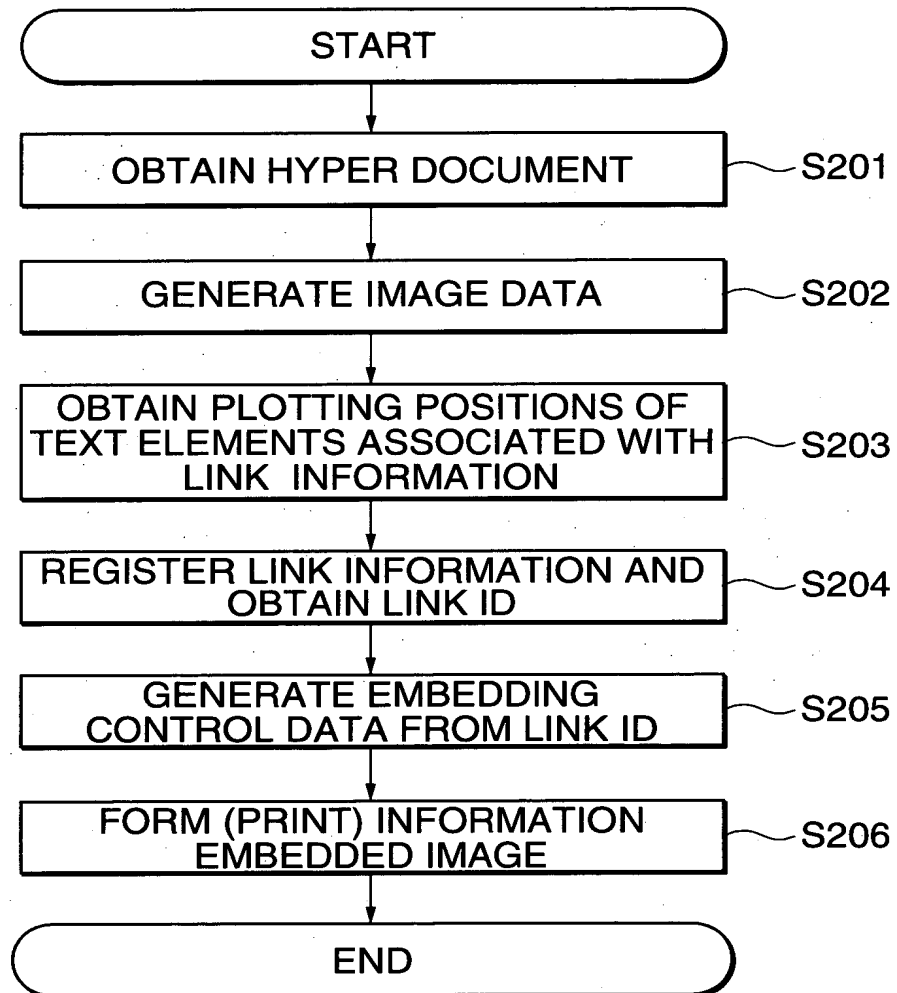 START
OBTAIN HYPER DOCUMENT
S201
GENERATE IMAGE DATA
S202
OBTAIN PLOTTING POSITIONS OF
TEXT ELEMENTS ASSOCIATED WITH
LINK INFORMATION
S203
REGISTER LINK INFORMATION AND
OBTAIN LINK ID
S204
GENERATE EMBEDDING
CONTROL DATA FROM LINK ID
S205
FORM (PRINT) INFORMATION
EMBEDDED IMAGE
S206
END